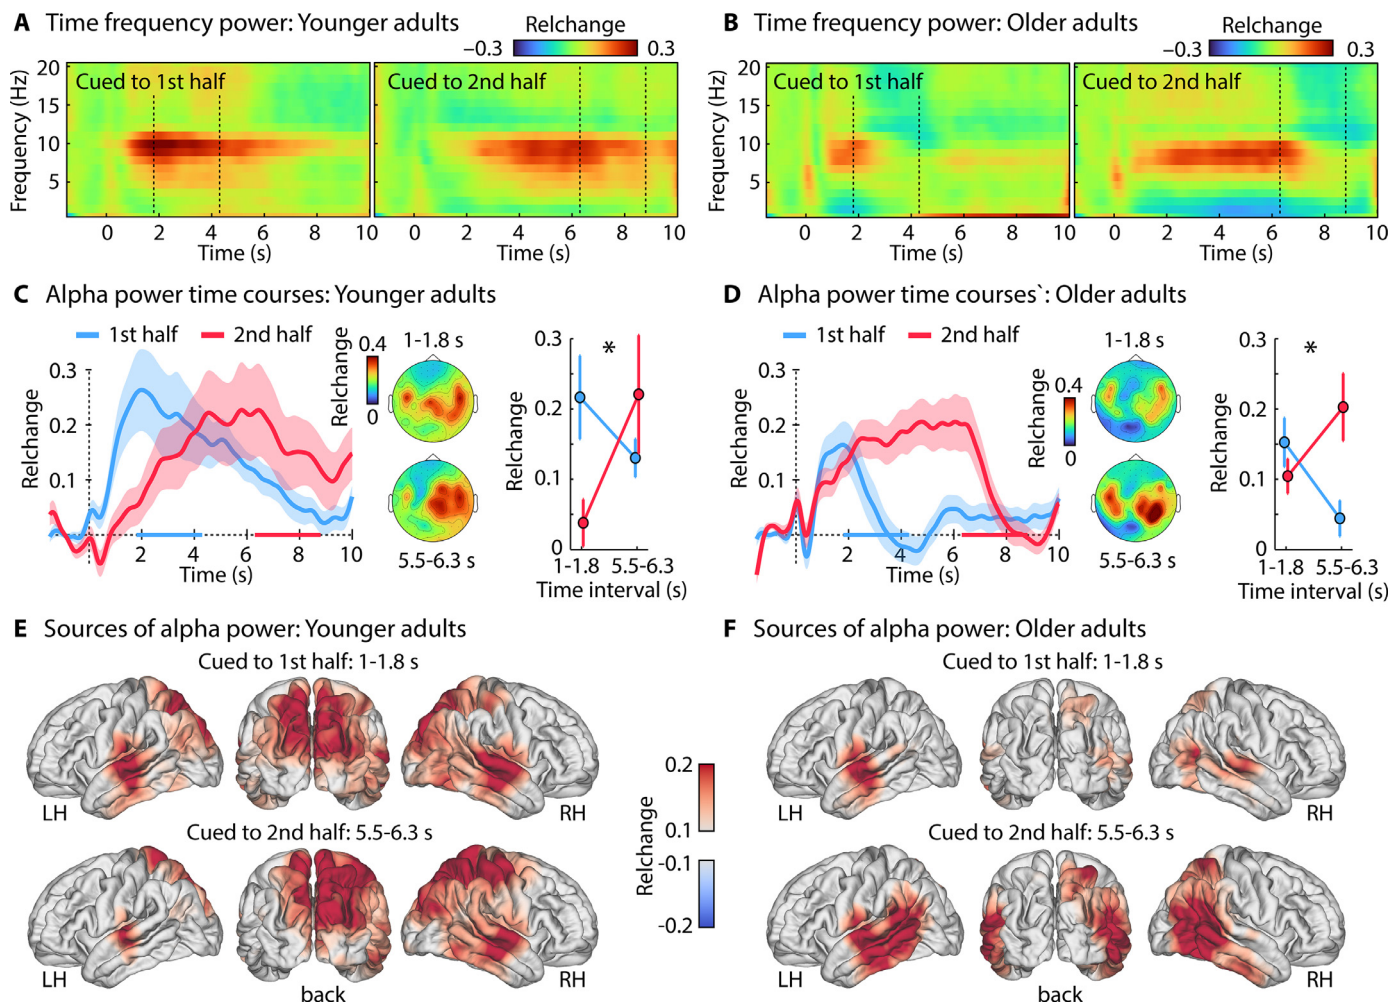 A Time frequency power: Younger adults
Relchange
−0.3 0.3
Cued to 1st half
Cued to 2nd half
Frequency (Hz)
20
15
10
5
0 2 4 6 8 10
0 2 4 6 8 10
Time (s)
Time (s)
B Time frequency power: Older adults
Relchange
−0.3 0.3
Cued to 1st half
Cued to 2nd half
Frequency (Hz)
20
15
10
5
0 2 4 6 8 10
0 2 4 6 8 10
Time (s)
Time (s)
C Alpha power time courses: Younger adults
1st half 2nd half
Relchange
0.3
0.2
0.1
2 4 6 8 10
Time (s)
Relchange
0.4
0
1-1.8 s
5.5-6.3 s
Relchange
0.3
0.2
0.1
0
*
1-1.8 5.5-6.3
Time interval (s)
D Alpha power time courses`: Older adults
1st half 2nd half
Relchange
0.3
0.2
0.1
2 4 6 8 10
Time (s)
Relchange
0.4
0
1-1.8 s
5.5-6.3 s
Relchange
0.3
0.2
0.1
0
*
1-1.8 5.5-6.3
Time interval (s)
E Sources of alpha power: Younger adults
Cued to 1st half: 1-1.8 s
LH RH
Cued to 2nd half: 5.5-6.3 s
LH RH
back
Relchange
0.2
0.1
-0.1
-0.2
F Sources of alpha power: Older adults
Cued to 1st half: 1-1.8 s
LH RH
Cued to 2nd half: 5.5-6.3 s
LH RH
back